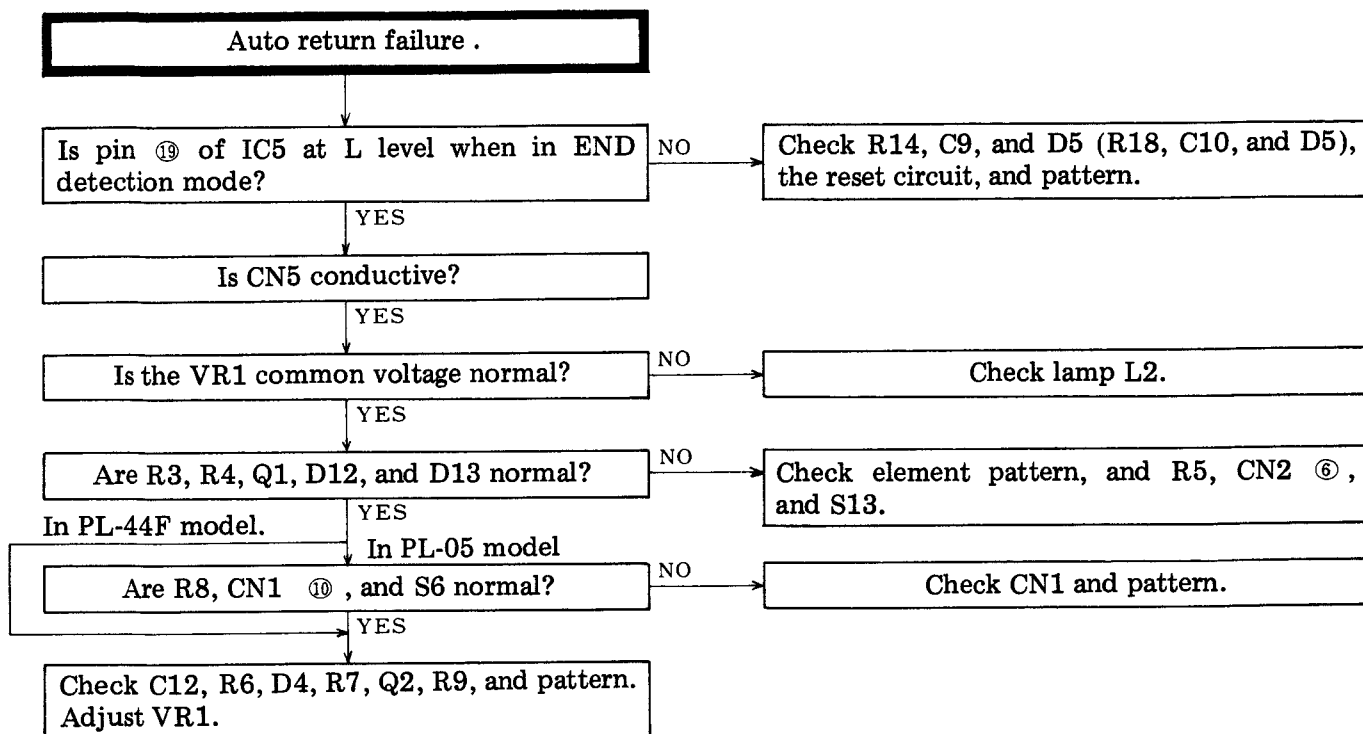 Auto return failure .
Is pin ⑲ of IC5 at L level when in END
detection mode?
NO
Check R14, C9, and D5 (R18, C10, and D5),
the reset circuit, and pattern.
YES
Is CN5 conductive?
YES
Is the VR1 common voltage normal?
NO
Check lamp L2.
YES
Are R3, R4, Q1, D12, and D13 normal?
NO
Check element pattern, and R5, CN2 ⑥ ,
and S13.
YES
In PL-44F model.
In PL-05 model
Are R8, CN1 ⑩ , and S6 normal?
NO
Check CN1 and pattern.
YES
Check C12, R6, D4, R7, Q2, R9, and pattern.
Adjust VR1.